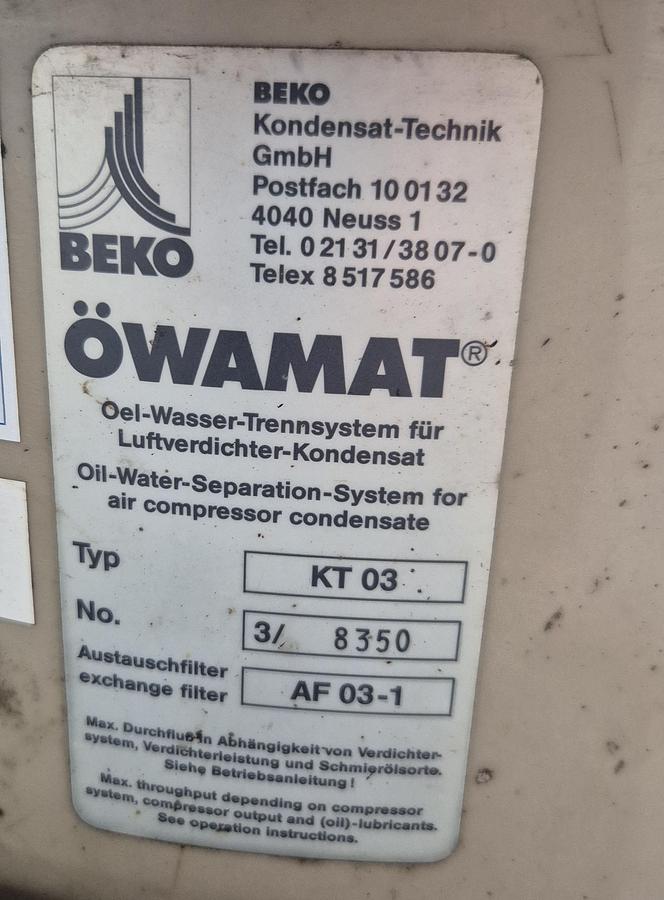 BEKO
BEKO
Kondensat-Technik
GmbH
Postfach 10 01 32
4040 Neuss 1
Tel. 0 21 31 / 38 07-0
Telex 8 517 586
ÖWAMAT®
Oel-Wasser-Trennsystem für
Luftverdichter-Kondensat
Oil-Water-Separation-System for
air compressor condensate
Typ KT 03
No. 3/ 8350
Austauschfilter
exchange filter AF 03-1
Max. Durchfluß in Abhängigkeit von Verdichter-
system, Verdichterleistung und Schmierölsorte.
Siehe Betriebsanleitung!
Max. throughput depending on compressor
system, compressor output and (oil)-lubricants.
See operation instructions.